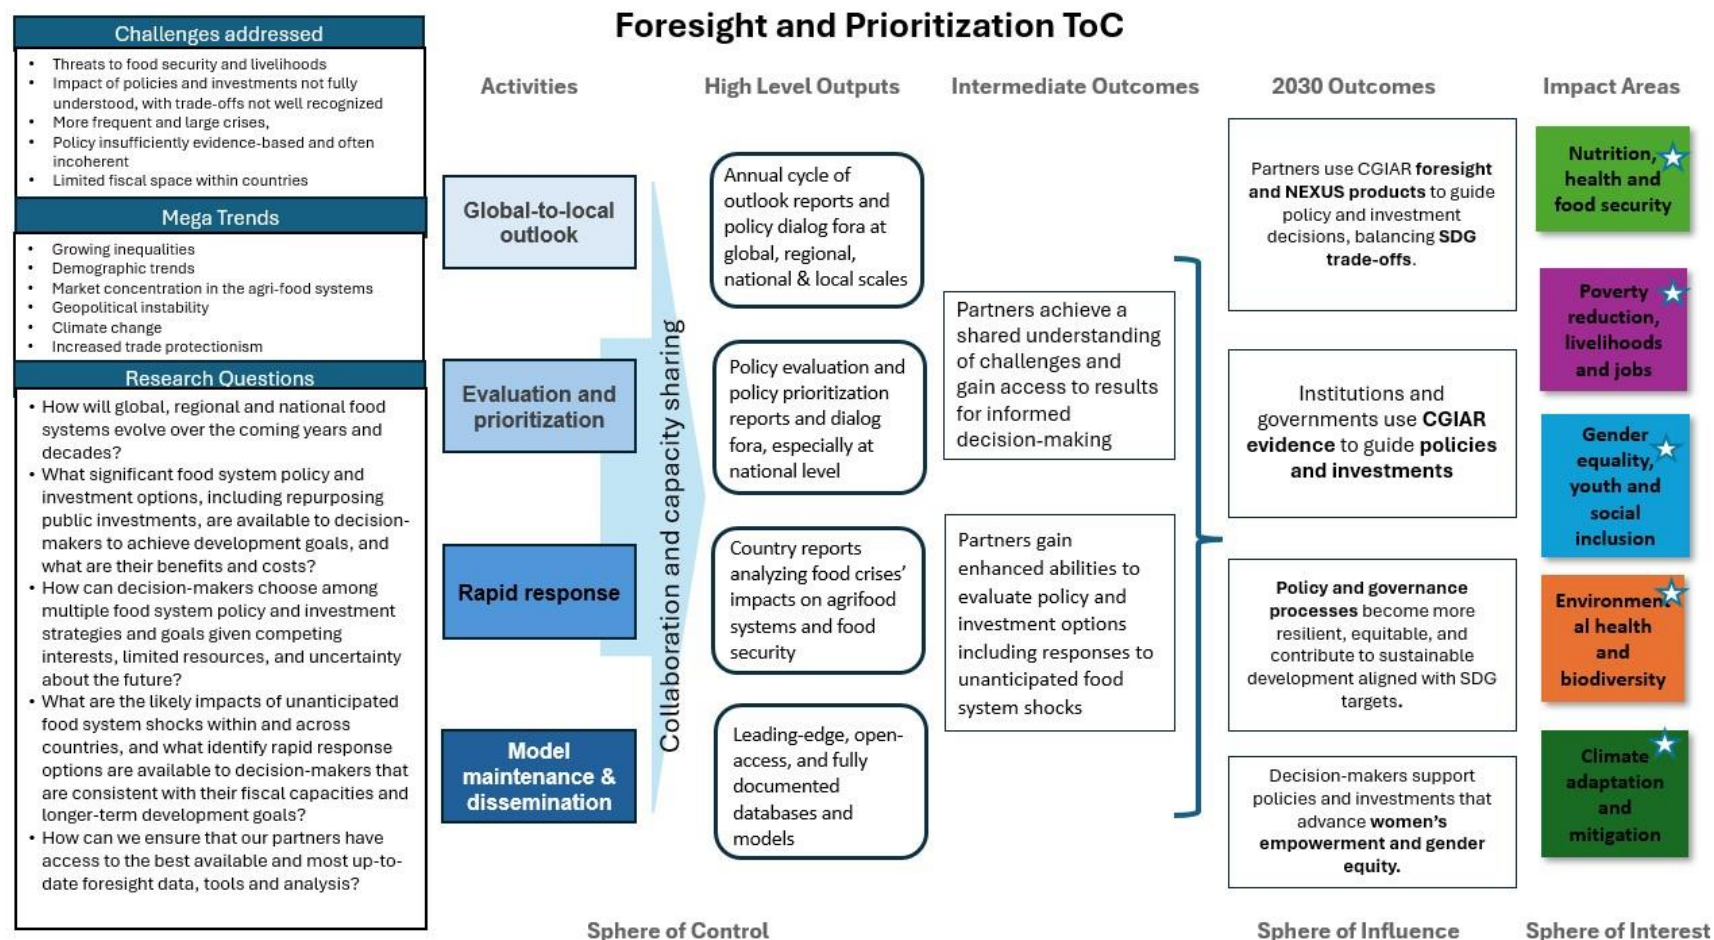 Foresight and Prioritization ToC
Challenges addressed
• Threats to food security and livelihoods
• Impact of policies and investments not fully
understood, with trade-offs not well recognized
• More frequent and large crises,
• Policy insufficiently evidence-based and often
incoherent
• Limited fiscal space within countries
Mega Trends
• Growing inequalities
• Demographic trends
• Market concentration in the agri-food systems
• Geopolitical instability
• Climate change
• Increased trade protectionism
Research Questions
• How will global, regional and national food
systems evolve over the coming years and
decades?
• What significant food system policy and
investment options, including repurposing
public investments, are available to decision-
makers to achieve development goals, and
what are their benefits and costs?
• How can decision-makers choose among
multiple food system policy and investment
strategies and goals given competing
interests, limited resources, and uncertainty
about the future?
• What are the likely impacts of unanticipated
food system shocks within and across
countries, and what identify rapid response
options are available to decision-makers that
are consistent with their fiscal capacities and
longer-term development goals?
• How can we ensure that our partners have
access to the best available and most up-to-
date foresight data, tools and analysis?
Activities
Global-to-local
outlook
Evaluation and
prioritization
Rapid response
Model
maintenance &
dissemination
Collaboration and capacity sharing
High Level Outputs
Annual cycle of
outlook reports and
policy dialog fora at
global, regional,
national & local scales
Policy evaluation and
policy prioritization
reports and dialog
fora, especially at
national level
Country reports
analyzing food crises'
impacts on agrifood
systems and food
security
Leading-edge, open-
access, and fully
documented
databases and
models
Intermediate Outcomes
Partners achieve a
shared understanding
of challenges and
gain access to results
for informed
decision-making
Partners gain
enhanced abilities to
evaluate policy and
investment options
including responses to
unanticipated food
system shocks
2030 Outcomes
Partners use CGIAR foresight
and NEXUS products to guide
policy and investment
decisions, balancing SDG
trade-offs.
Institutions and
governments use CGIAR
evidence to guide policies
and investments
Policy and governance
processes become more
resilient, equitable, and
contribute to sustainable
development aligned with SDG
targets.
Decision-makers support
policies and investments that
advance women's
empowerment and gender
equity.
Impact Areas
Nutrition,
health and
food security
Poverty
reduction,
livelihoods
and jobs
Gender
equality,
youth and
social
inclusion
Environment
al health
and
biodiversity
Climate
adaptation
and
mitigation
Sphere of Control
Sphere of Influence
Sphere of Interest